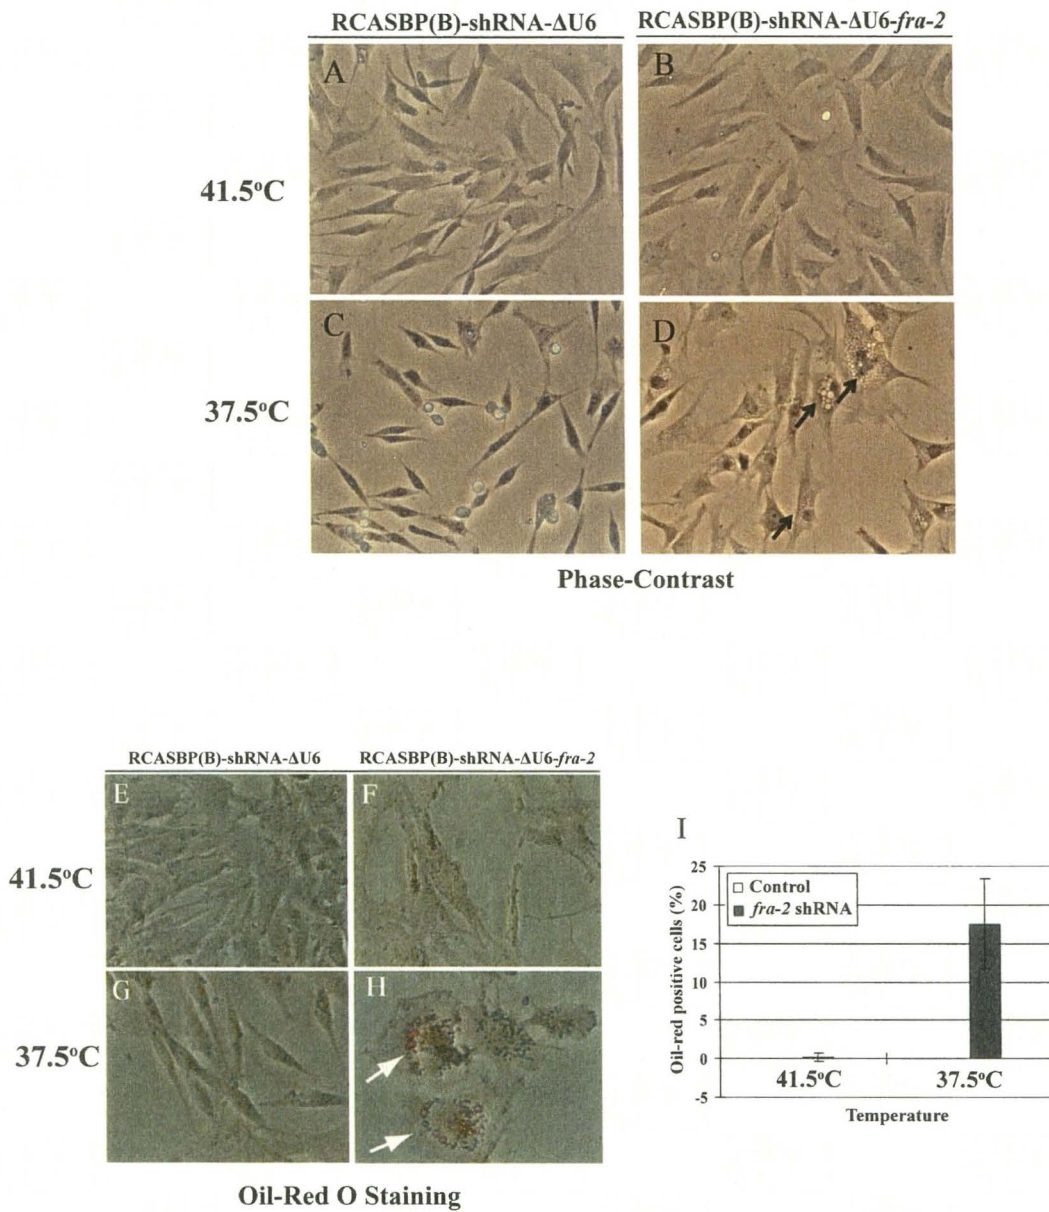 RCASBP(B)-shRNA-ΔU6 RCASBP(B)-shRNA-ΔU6-fra-2
A
B
41.5°C
C
D
37.5°C
Phase-Contrast
RCASBP(B)-shRNA-ΔU6 RCASBP(B)-shRNA-ΔU6-fra-2
E
F
41.5°C
G
H
37.5°C
Oil-Red O Staining
I
Oil-red positive cells (%)
25
20
15
10
5
0
-5
Control
fra-2 shRNA
41.5°C 37.5°C
Temperature